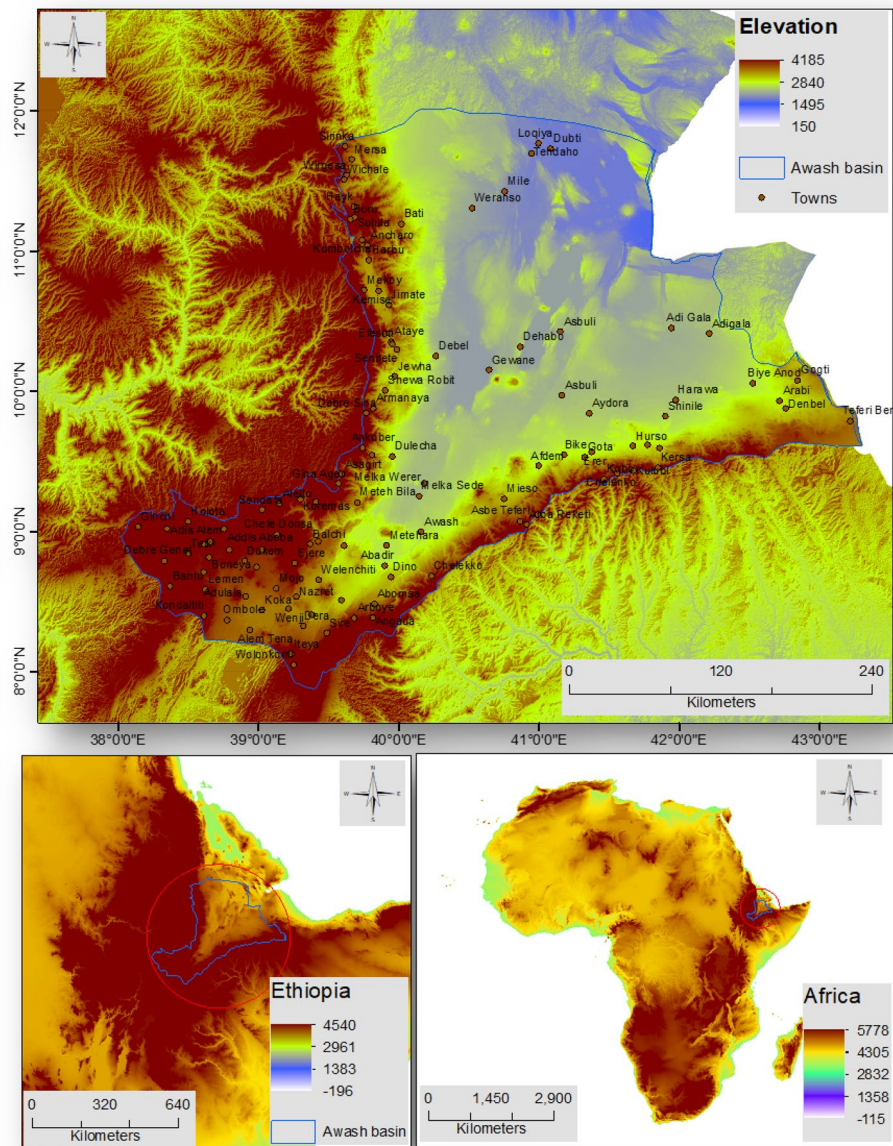 N
W E
S
Elevation
4185
2840
1495
150
Awash basin
Towns
12°0'0"N
11°0'0"N
10°0'0"N
9°0'0"N
8°0'0"N
Sirinka
Mersa
Wichale
Loqiya
Dubti
Tendaho
Mile
Weranso
Bati
Ancharo
Harbu
Mekoy
Kemise
Jimate
Ataye
Debel
Senbete
Jewha
Shewa Robit
Armanaya
Debre Sina
Ankober
Dulecha
Asagirt
Gina Ager
Melka Werer
Melka Sede
Meteh Bila
Asbuli
Dehabo
Gewane
Adi Gala
Adigala
Asbuli
Aydora
Harawa
Shinile
Biye Anod
Gogti
Arabi
Denbel
Teferi Ber
Hurso
Kersa
Bike
Gota
Afdem
Erer
Chelenko
Mieso
Asbe Teferi
Awash
Metehara
Abadir
Dino
Chelekko
Welenchiti
Abomsa
Arboye
Sire
Dera
Wenji
Nazret
Mojo
Koka
Iteya
Wolonkomi
Alem Tena
Ombole
Kondaltiti
Lemen
Bantu
Boneya
Dukem
Ejere
Balchi
Chefe Donsa
Addis Ababa
Adis Alem
Holota
Debre Genet
0 120 240
Kilometers
38°0'0"E 39°0'0"E 40°0'0"E 41°0'0"E 42°0'0"E 43°0'0"E
N
W E
S
Ethiopia
4540
2961
1383
-196
Awash basin
0 320 640
Kilometers
N
W E
S
Africa
5778
4305
2832
1358
-115
0 1,450 2,900
Kilometers